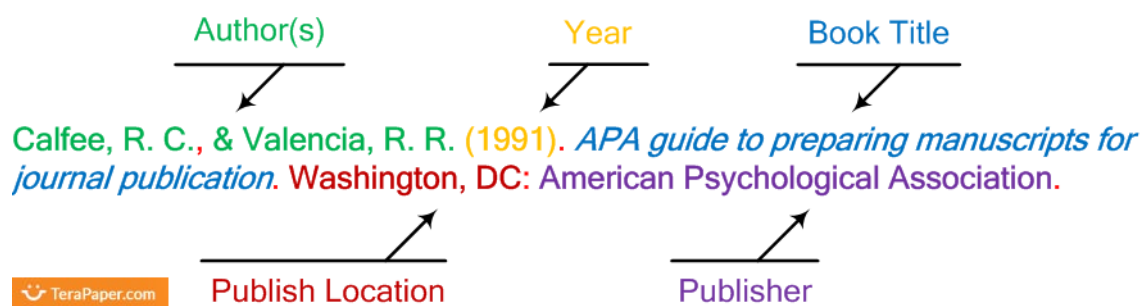 Author(s) Year Book Title
Calfee, R. C., & Valencia, R. R. (1991). APA guide to preparing manuscripts for
journal publication. Washington, DC: American Psychological Association.
Publish Location Publisher
TeraPaper.com